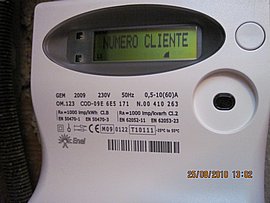 NUMERO CLIENTE
GEM 2009 230V 50Hz 0,5-10(60)A
OM.123 COD-09E 6E5 171 N.00 410 263
Ra=1000 imp/kWh Cl.B Rr=1000 imp/kvarh Cl.2
EN 50470-1 EN 50470-3 EN 62052-11 EN 62053-23
Enel
M09 0122 T10111 -25°C to 55°C
25/08/2010 13:02